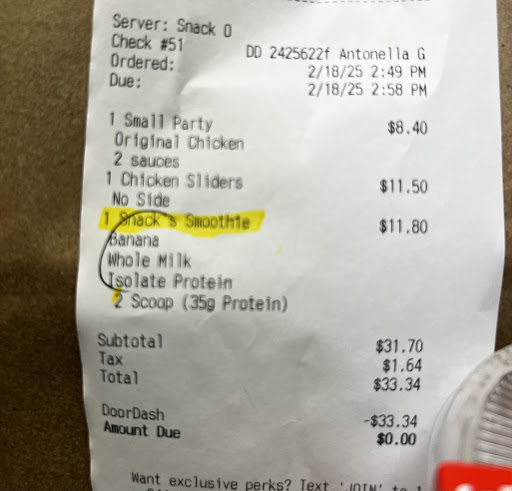 Server: Snack O
Check #51 DD 2425622f Antonella G
Ordered: 2/18/25 2:49 PM
Due: 2/18/25 2:58 PM
1 Small Party $8.40
Original Chicken
2 sauces
1 Chicken Sliders $11.50
No Side
1 Snack's Smoothie $11.80
Banana
Whole Milk
Isolate Protein
2 Scoop (35g Protein)
Subtotal $31.70
Tax $1.64
Total $33.34
DoorDash -$33.34
Amount Due $0.00
Want exclusive perks? Text 'JOIN' to